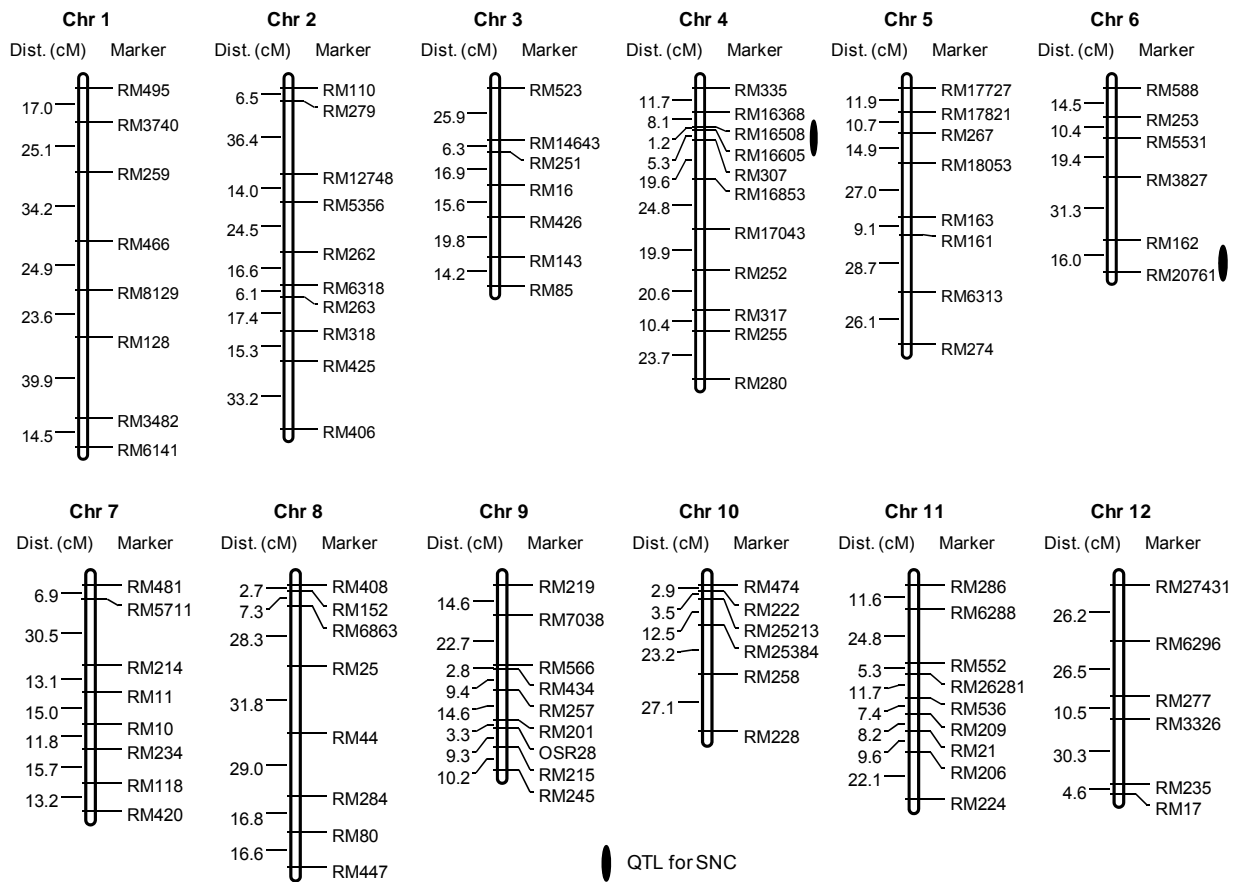 Chr 1
Dist. (cM) Marker
RM495
17.0
RM3740
25.1
RM259
34.2
RM466
24.9
RM8129
23.6
RM128
39.9
RM3482
14.5
RM6141
Chr 2
Dist. (cM) Marker
RM110
6.5
RM279
36.4
RM12748
14.0
RM5356
24.5
RM262
16.6
RM6318
6.1
RM263
17.4
RM318
15.3
RM425
33.2
RM406
Chr 3
Dist. (cM) Marker
RM523
25.9
RM14643
6.3
RM251
16.9
RM16
15.6
RM426
19.8
RM143
14.2
RM85
Chr 4
Dist. (cM) Marker
RM335
11.7
RM16368
8.1
RM16508
1.2
RM16605
5.3
RM307
19.6
RM16853
24.8
RM17043
19.9
RM252
20.6
RM317
10.4
RM255
23.7
RM280
Chr 5
Dist. (cM) Marker
RM17727
11.9
RM17821
10.7
RM267
14.9
RM18053
27.0
RM163
9.1
RM161
28.7
RM6313
26.1
RM274
Chr 6
Dist. (cM) Marker
RM588
14.5
RM253
10.4
RM5531
19.4
RM3827
31.3
RM162
16.0
RM20761
Chr 7
Dist. (cM) Marker
RM481
6.9
RM5711
30.5
RM214
13.1
RM11
15.0
RM10
11.8
RM234
15.7
RM118
13.2
RM420
Chr 8
Dist. (cM) Marker
RM408
2.7
RM152
7.3
RM6863
28.3
RM25
31.8
RM44
29.0
RM284
16.8
RM80
16.6
RM447
Chr 9
Dist. (cM) Marker
RM219
14.6
RM7038
22.7
RM566
2.8
RM434
9.4
RM257
14.6
RM201
3.3
OSR28
9.3
RM215
10.2
RM245
Chr 10
Dist. (cM) Marker
RM474
2.9
RM222
3.5
RM25213
12.5
RM25384
23.2
RM258
27.1
RM228
Chr 11
Dist. (cM) Marker
RM286
11.6
RM6288
24.8
RM552
5.3
RM26281
11.7
RM536
7.4
RM209
8.2
RM21
9.6
RM206
22.1
RM224
Chr 12
Dist. (cM) Marker
RM27431
26.2
RM6296
26.5
RM277
10.5
RM3326
30.3
RM235
4.6
RM17
QTL for SNC